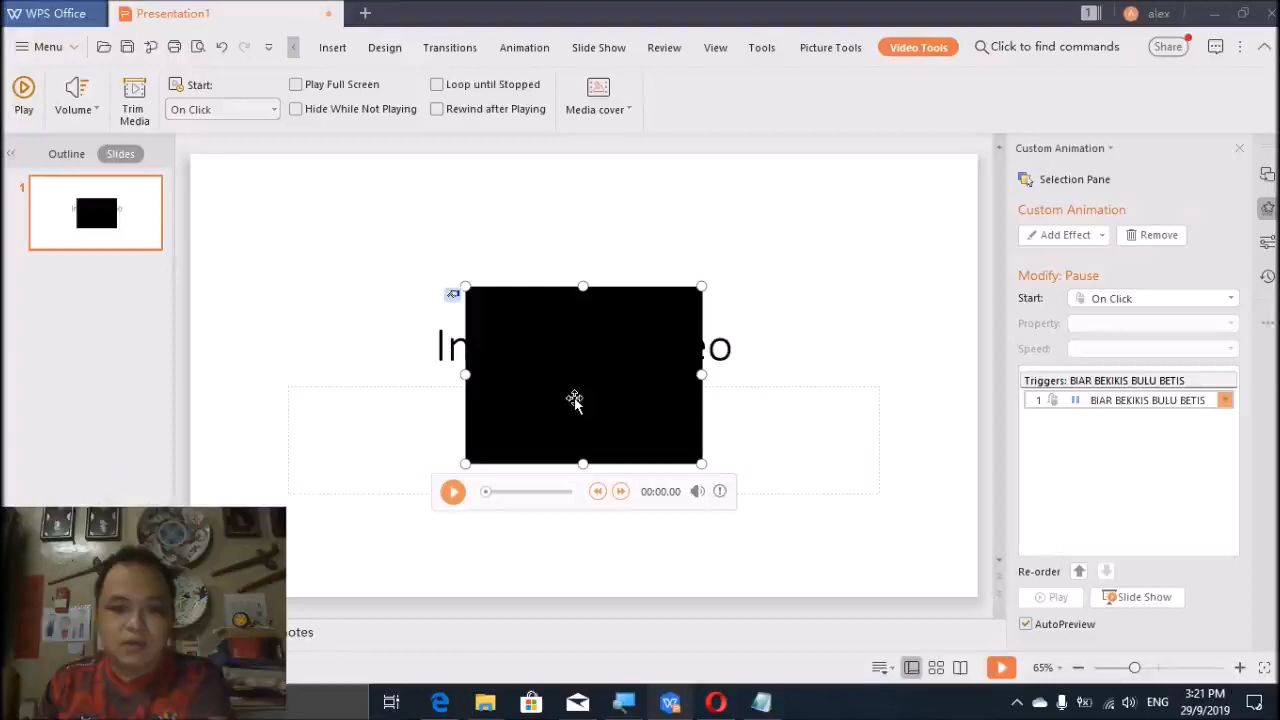 WPS Office
Presentation1
1
alex
Menu
Insert
Design
Transitions
Animation
Slide Show
Review
View
Tools
Picture Tools
Video Tools
Click to find commands
Share
Play
Volume
Trim
Media
Start:
On Click
Play Full Screen
Hide While Not Playing
Loop until Stopped
Rewind after Playing
Media cover
Outline
Slides
1
In
eo
00:00.00
Custom Animation
Selection Pane
Custom Animation
Add Effect
Remove
Modify: Pause
Start:
On Click
Property:
Speed:
Triggers: BIAR BEKIKIS BULU BETIS
1 BIAR BEKIKIS BULU BETIS
Re-order
Play
Slide Show
AutoPreview
otes
65%
ENG
3:21 PM
29/9/2019